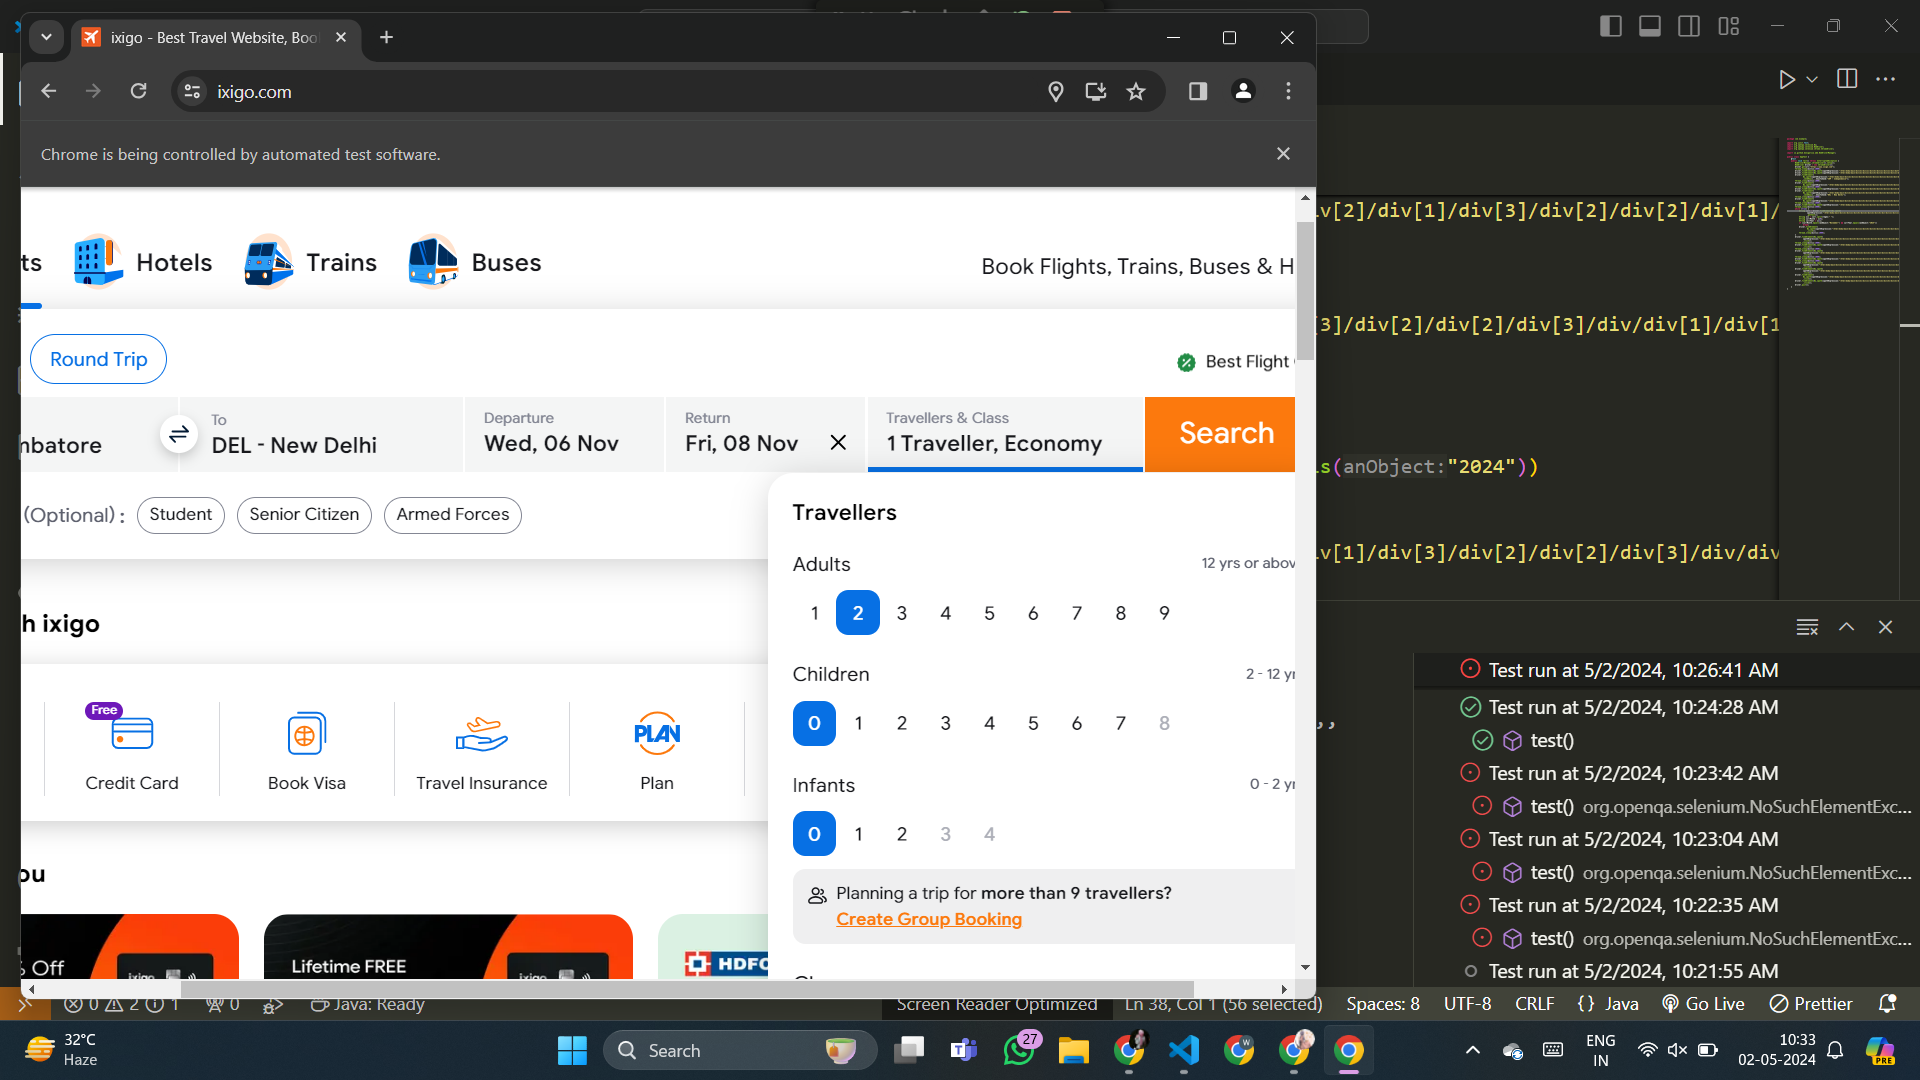 ixigo - Best Travel Website, Boo
ixigo.com
Chrome is being controlled by automated test software.
ts
Hotels
Trains
Buses
Book Flights, Trains, Buses & H
Round Trip
Best Flight
mbatore
To
DEL - New Delhi
Departure
Wed, 06 Nov
Return
Fri, 08 Nov
Travellers & Class
1 Traveller, Economy
Search
(Optional) :
Student
Senior Citizen
Armed Forces
Travellers
Adults
12 yrs or abov
1 2 3 4 5 6 7 8 9
Children
2 - 12 yr
0 1 2 3 4 5 6 7 8
Infants
0 - 2 yr
0 1 2 3 4
Planning a trip for more than 9 travellers?
Create Group Booking
h ixigo
Free
Credit Card
Book Visa
PLAN
Travel Insurance
Plan
ou
% Off
ixigo
Lifetime FREE
ixigo
HDFC
iv[2]/div[1]/div[3]/div[2]/div[2]/div[1]/
[3]/div[2]/div[2]/div[3]/div/div[1]/div[1
ls(anObject:"2024"))
iv[1]/div[3]/div[2]/div[2]/div[3]/div/div
,,
Test run at 5/2/2024, 10:26:41 AM
Test run at 5/2/2024, 10:24:28 AM
test()
Test run at 5/2/2024, 10:23:42 AM
test() org.openqa.selenium.NoSuchElementExc...
Test run at 5/2/2024, 10:23:04 AM
test() org.openqa.selenium.NoSuchElementExc...
Test run at 5/2/2024, 10:22:35 AM
test() org.openqa.selenium.NoSuchElementExc...
Test run at 5/2/2024, 10:21:55 AM
0 2 1 0 Java: Ready
Screen Reader Optimized Ln 38, Col 1 (56 selected) Spaces: 8 UTF-8 CRLF {} Java Go Live Prettier
32°C
Haze
Search
27
ENG
IN
10:33
02-05-2024
PRE